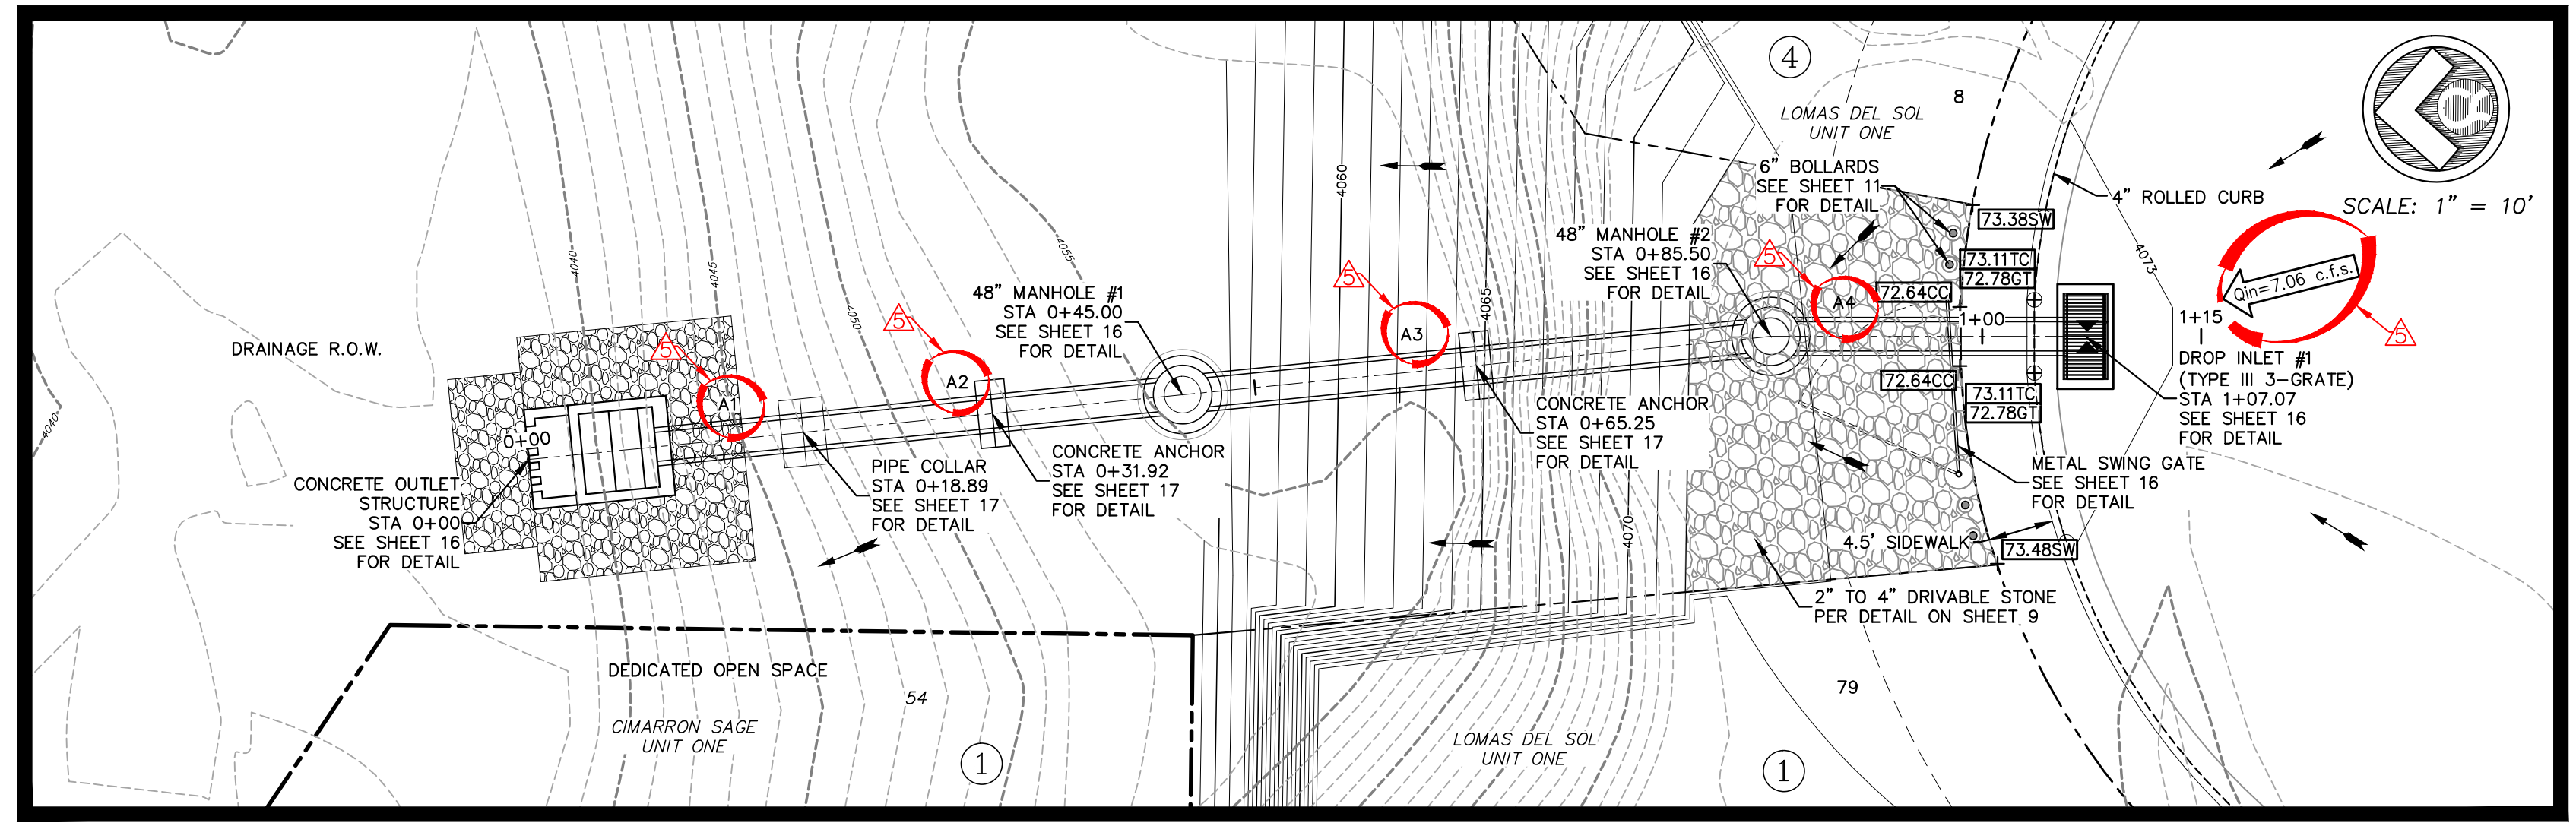 4
LOMAS DEL SOL
UNIT ONE
8
6" BOLLARDS
SEE SHEET 11
FOR DETAIL
4" ROLLED CURB
SCALE: 1" = 10'
73.38SW
48" MANHOLE #2
STA 0+85.50
SEE SHEET 16
FOR DETAIL
73.11TC
72.78GT
72.64CC
4073
Qin=7.06 c.f.s.
5
5
5
5
5
A1
A2
A3
A4
4060
4055
4045
4040
4050
4065
4040
4070
48" MANHOLE #1
STA 0+45.00
SEE SHEET 16
FOR DETAIL
DRAINAGE R.O.W.
1+00
1+15
DROP INLET #1
(TYPE III 3-GRATE)
STA 1+07.07
SEE SHEET 16
FOR DETAIL
72.64CC
73.11TC
72.78GT
CONCRETE ANCHOR
STA 0+65.25
SEE SHEET 17
FOR DETAIL
0+00
CONCRETE OUTLET
STRUCTURE
STA 0+00
SEE SHEET 16
FOR DETAIL
PIPE COLLAR
STA 0+18.89
SEE SHEET 17
FOR DETAIL
CONCRETE ANCHOR
STA 0+31.92
SEE SHEET 17
FOR DETAIL
METAL SWING GATE
SEE SHEET 16
FOR DETAIL
4.5' SIDEWALK
73.48SW
2" TO 4" DRIVABLE STONE
PER DETAIL ON SHEET 9
DEDICATED OPEN SPACE
54
CIMARRON SAGE
UNIT ONE
1
LOMAS DEL SOL
UNIT ONE
79
1